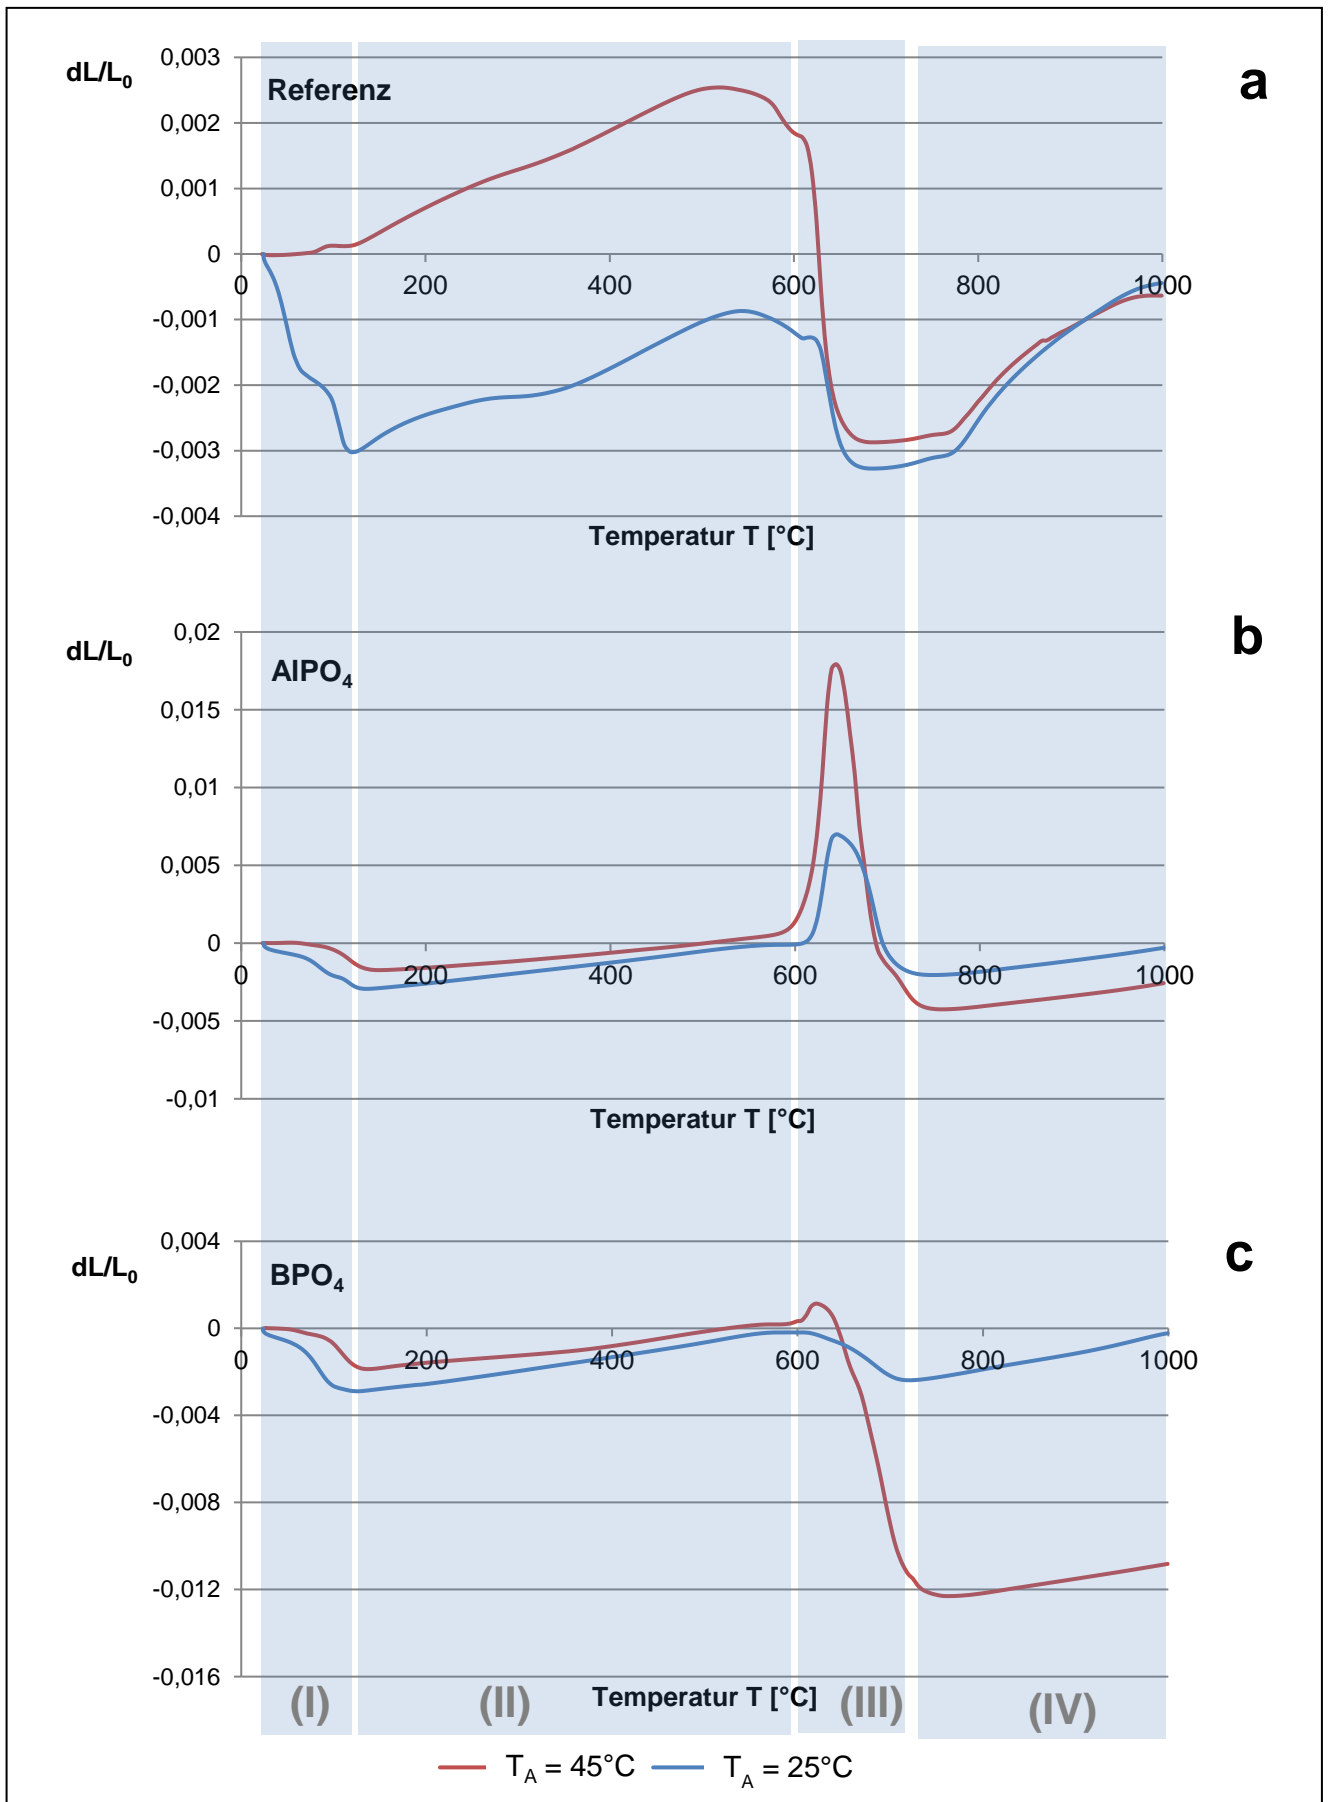 a
0,003
dL/L0
Referenz
0,002
0,001
0
0 200 400 600 800 1000
-0,001
-0,002
-0,003
-0,004
Temperatur T [°C]
b
0,02
dL/L0
AlPO4
0,015
0,01
0,005
0
0 200 400 600 800 1000
-0,005
-0,01
Temperatur T [°C]
c
0,004
dL/L0
BPO4
0
0 200 400 600 800 1000
-0,004
-0,008
-0,012
-0,016
(I) (II) Temperatur T [°C] (III) (IV)
TA = 45°C TA = 25°C